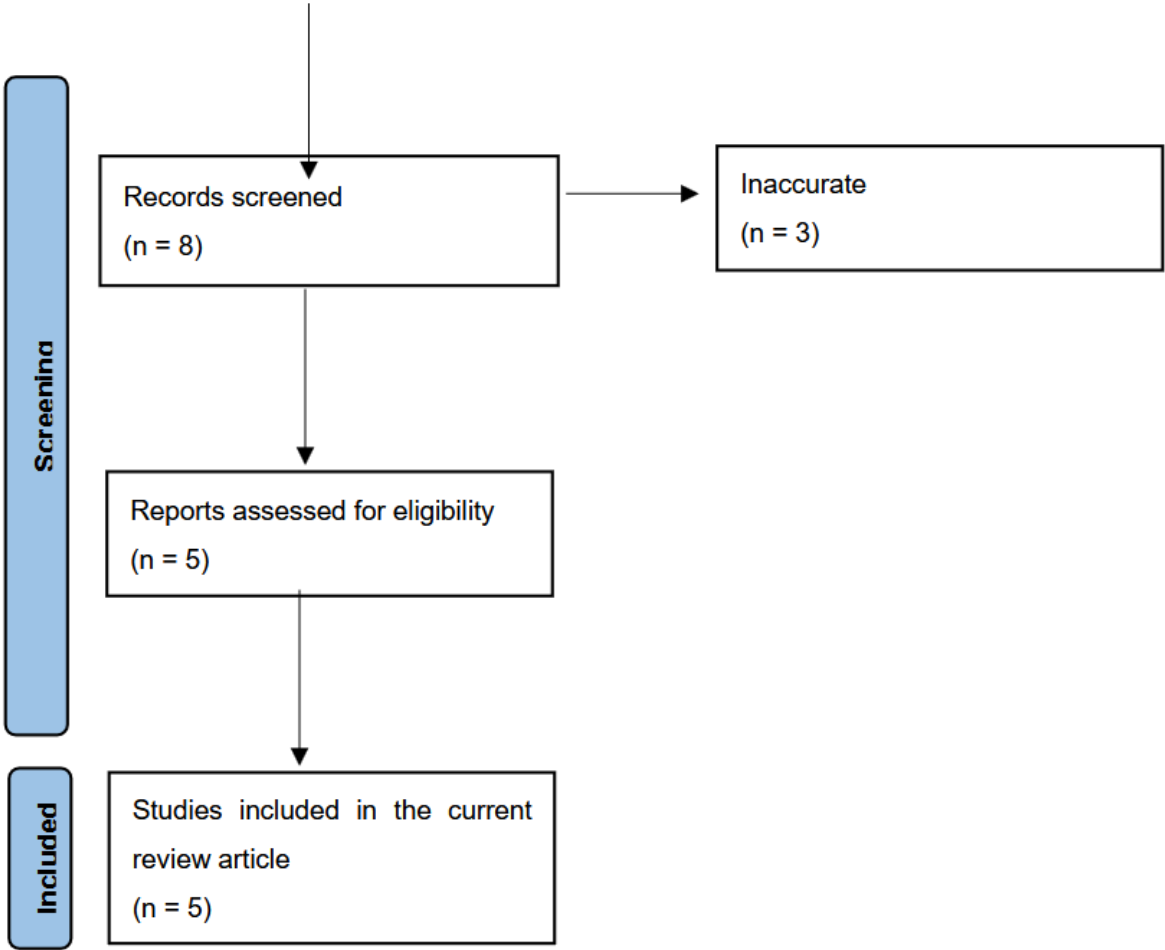 Screening
Records screened
(n = 8)
Inaccurate
(n = 3)
Reports assessed for eligibility
(n = 5)
Included
Studies included in the current
review article
(n = 5)